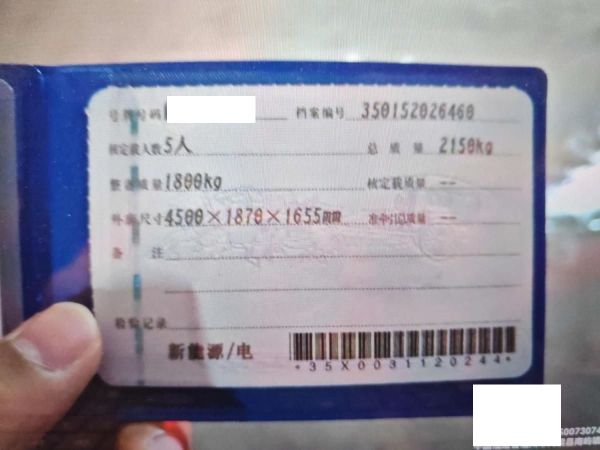 号牌号码 档案编号 350152026460
核定载人数 5人 总质量 2150kg
整备质量 1800kg 核定载质量 --
外廓尺寸 4500×1870×1655mm 准牵引总质量 --
备注
检验记录
新能源/电
*35X0031120244*